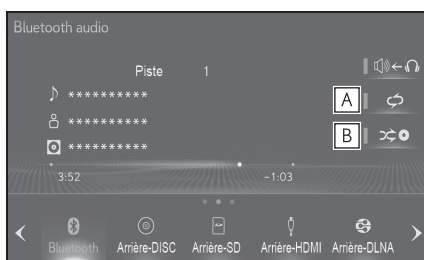 Bluetooth audio
Piste 1
**********
A
**********
B
**********
3:52 -1:03
Bluetooth Arrière-DISC Arrière-SD Arrière-HDMI Arrière-DLNA